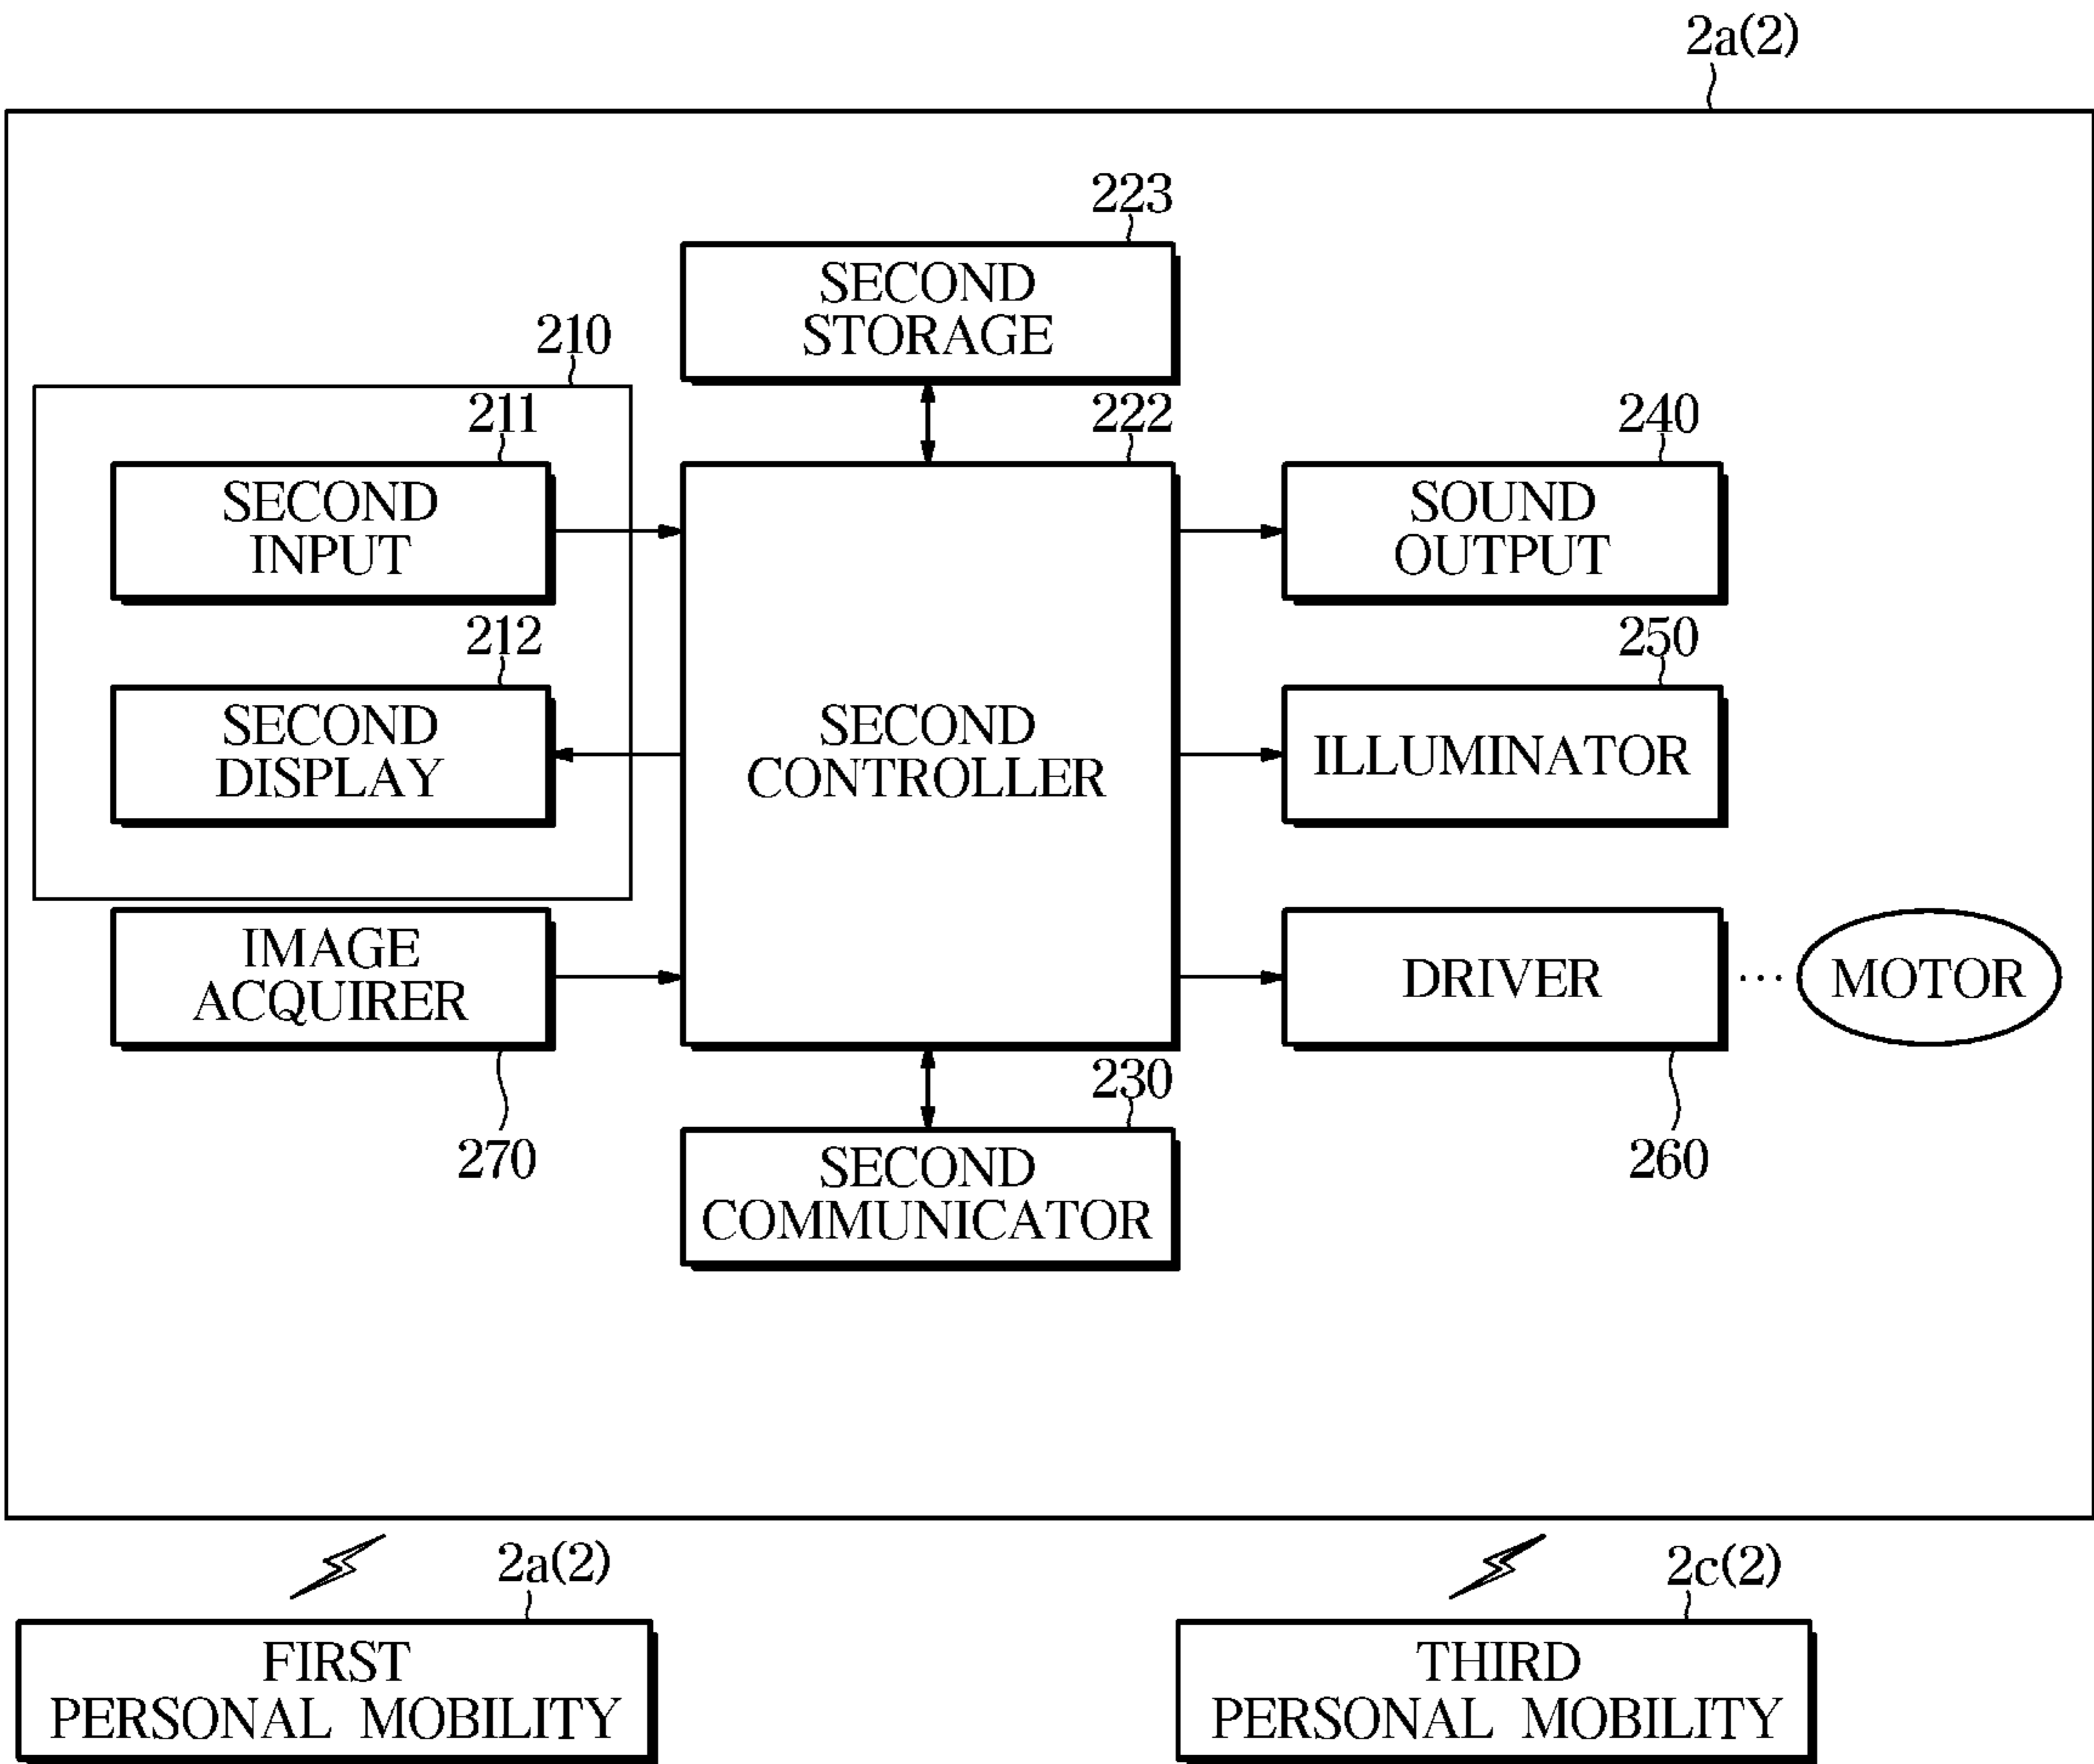 2a(2)
223
SECOND
STORAGE
210
211
222
240
SECOND
INPUT
SOUND
OUTPUT
212
250
SECOND
DISPLAY
SECOND
CONTROLLER
ILLUMINATOR
IMAGE
ACQUIRER
DRIVER
...
MOTOR
230
270
260
SECOND
COMMUNICATOR
2a(2)
2c(2)
FIRST
PERSONAL MOBILITY
THIRD
PERSONAL MOBILITY